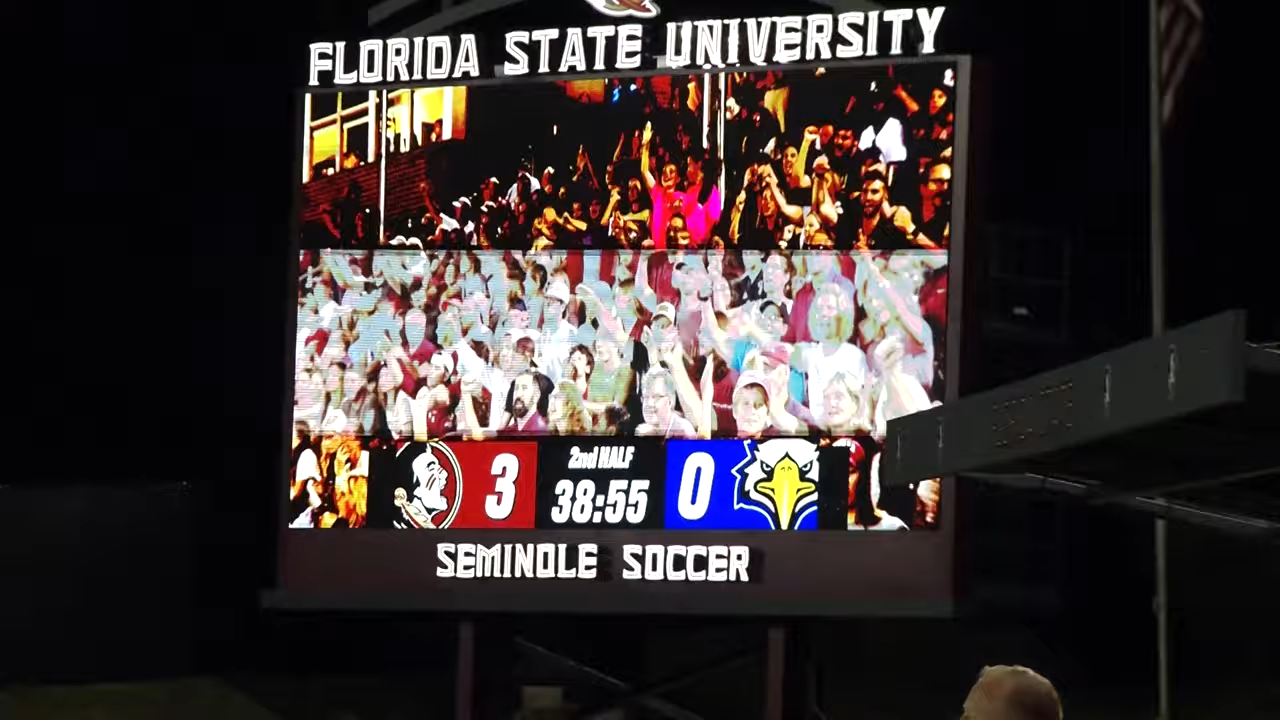 FLORIDA STATE UNIVERSITY
3
2nd HALF
38:55
0
SEMINOLE SOCCER